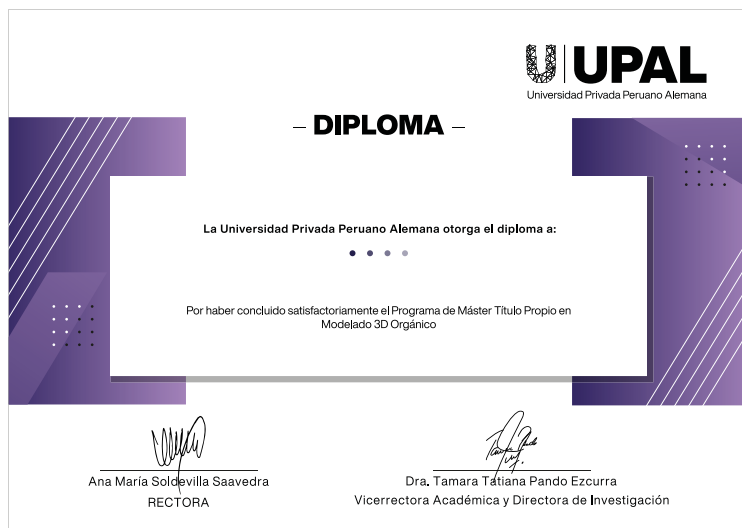 UPAL
Universidad Privada Peruano Alemana
– DIPLOMA –
La Universidad Privada Peruano Alemana otorga el diploma a:
Por haber concluido satisfactoriamente el Programa de Máster Título Propio en
Modelado 3D Orgánico
Ana María Soldevilla Saavedra
RECTORA
Dra. Tamara Tatiana Pando Ezcurra
Vicerrectora Académica y Directora de Investigación